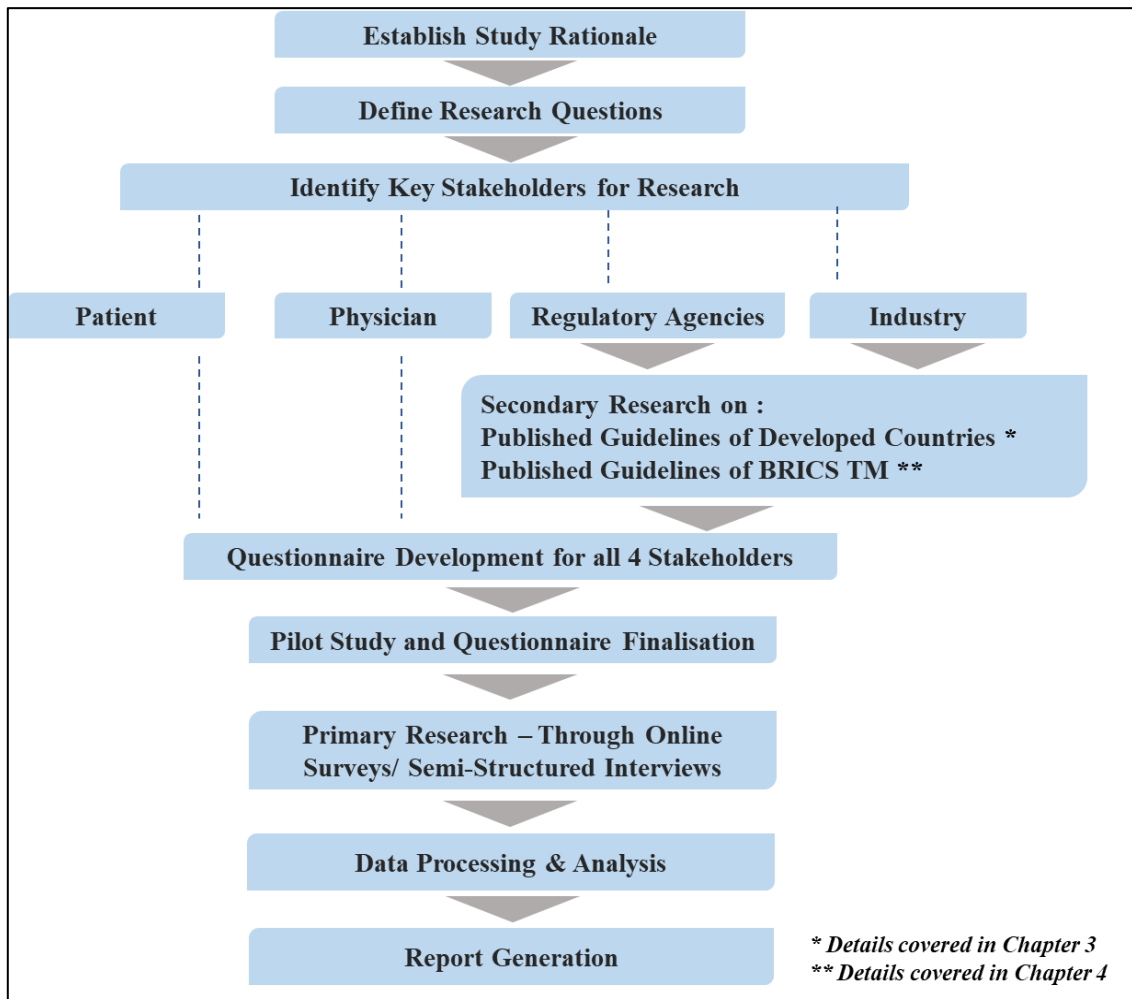 Establish Study Rationale
Define Research Questions
Identify Key Stakeholders for Research
Patient
Physician
Regulatory Agencies
Industry
Secondary Research on :
Published Guidelines of Developed Countries *
Published Guidelines of BRICS TM **
Questionnaire Development for all 4 Stakeholders
Pilot Study and Questionnaire Finalisation
Primary Research – Through Online
Surveys/ Semi-Structured Interviews
Data Processing & Analysis
Report Generation
* Details covered in Chapter 3
** Details covered in Chapter 4